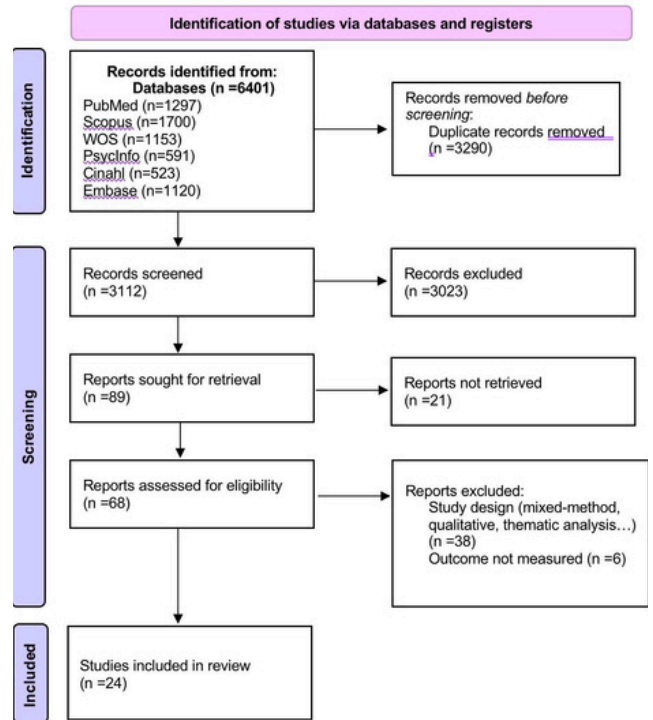 Identification of studies via databases and registers
Identification
Records identified from:
Databases (n =6401)
PubMed (n=1297)
Scopus (n=1700)
WOS (n=1153)
PsycInfo (n=591)
Cinahl (n=523)
Embase (n=1120)
Records removed before
screening:
Duplicate records removed
(n =3290)
Screening
Records screened
(n =3112)
Records excluded
(n =3023)
Reports sought for retrieval
(n =89)
Reports not retrieved
(n =21)
Reports assessed for eligibility
(n =68)
Reports excluded:
Study design (mixed-method,
qualitative, thematic analysis…)
(n =38)
Outcome not measured (n =6)
Included
Studies included in review
(n =24)